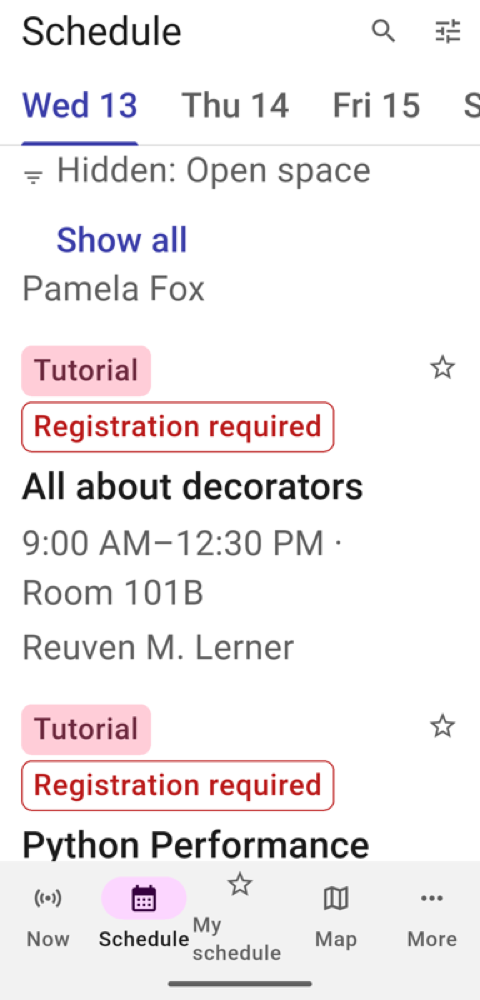 Schedule
Wed 13 Thu 14 Fri 15 S
Hidden: Open space
Show all
Pamela Fox
Tutorial
Registration required
All about decorators
9:00 AM–12:30 PM ·
Room 101B
Reuven M. Lerner
Tutorial
Registration required
Python Performance
Now
Schedule
My
schedule
Map
More